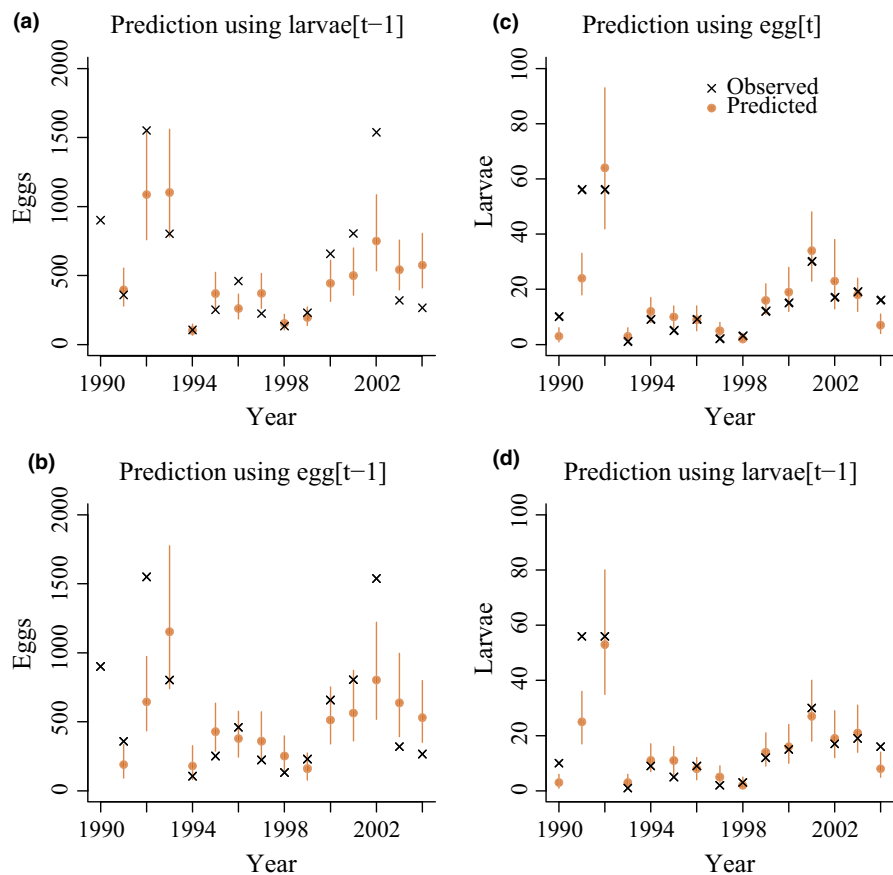 (a)
Prediction using larvae[t−1]
2000
1500
1000
500
0
Eggs
1990
1994
1998
2002
Year
(c)
Prediction using egg[t]
× Observed
Predicted
100
80
60
40
20
0
Larvae
1990
1994
1998
2002
Year
(b)
Prediction using egg[t−1]
2000
1500
1000
500
0
Eggs
1990
1994
1998
2002
Year
(d)
Prediction using larvae[t−1]
100
80
60
40
20
0
Larvae
1990
1994
1998
2002
Year